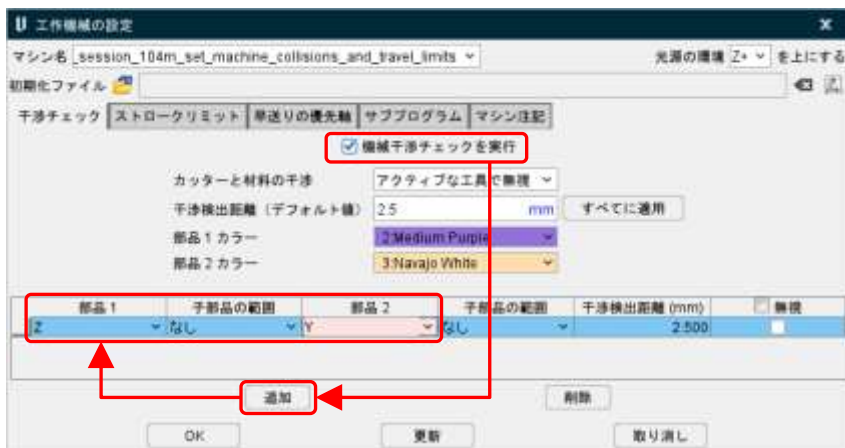 工作機械の設定
マシン名 _session_104m_set_machine_collisions_and_travel_limits 光源の環境 Z+ を上にする
初期化ファイル
干渉チェック ストロークリミット 早送りの優先軸 サブプログラム マシン注記
機械干渉チェックを実行
カッターと材料の干渉 アクティブな工具で無視
干渉検出距離（デフォルト値） 2.5 mm すべてに適用
部品1カラー 2:Medium Purple
部品2カラー 3:Navajo White
部品1 子部品の範囲 部品2 子部品の範囲 干渉検出距離 (mm) 無視
Z なし Y なし 2.500
追加 削除
OK 更新 取り消し